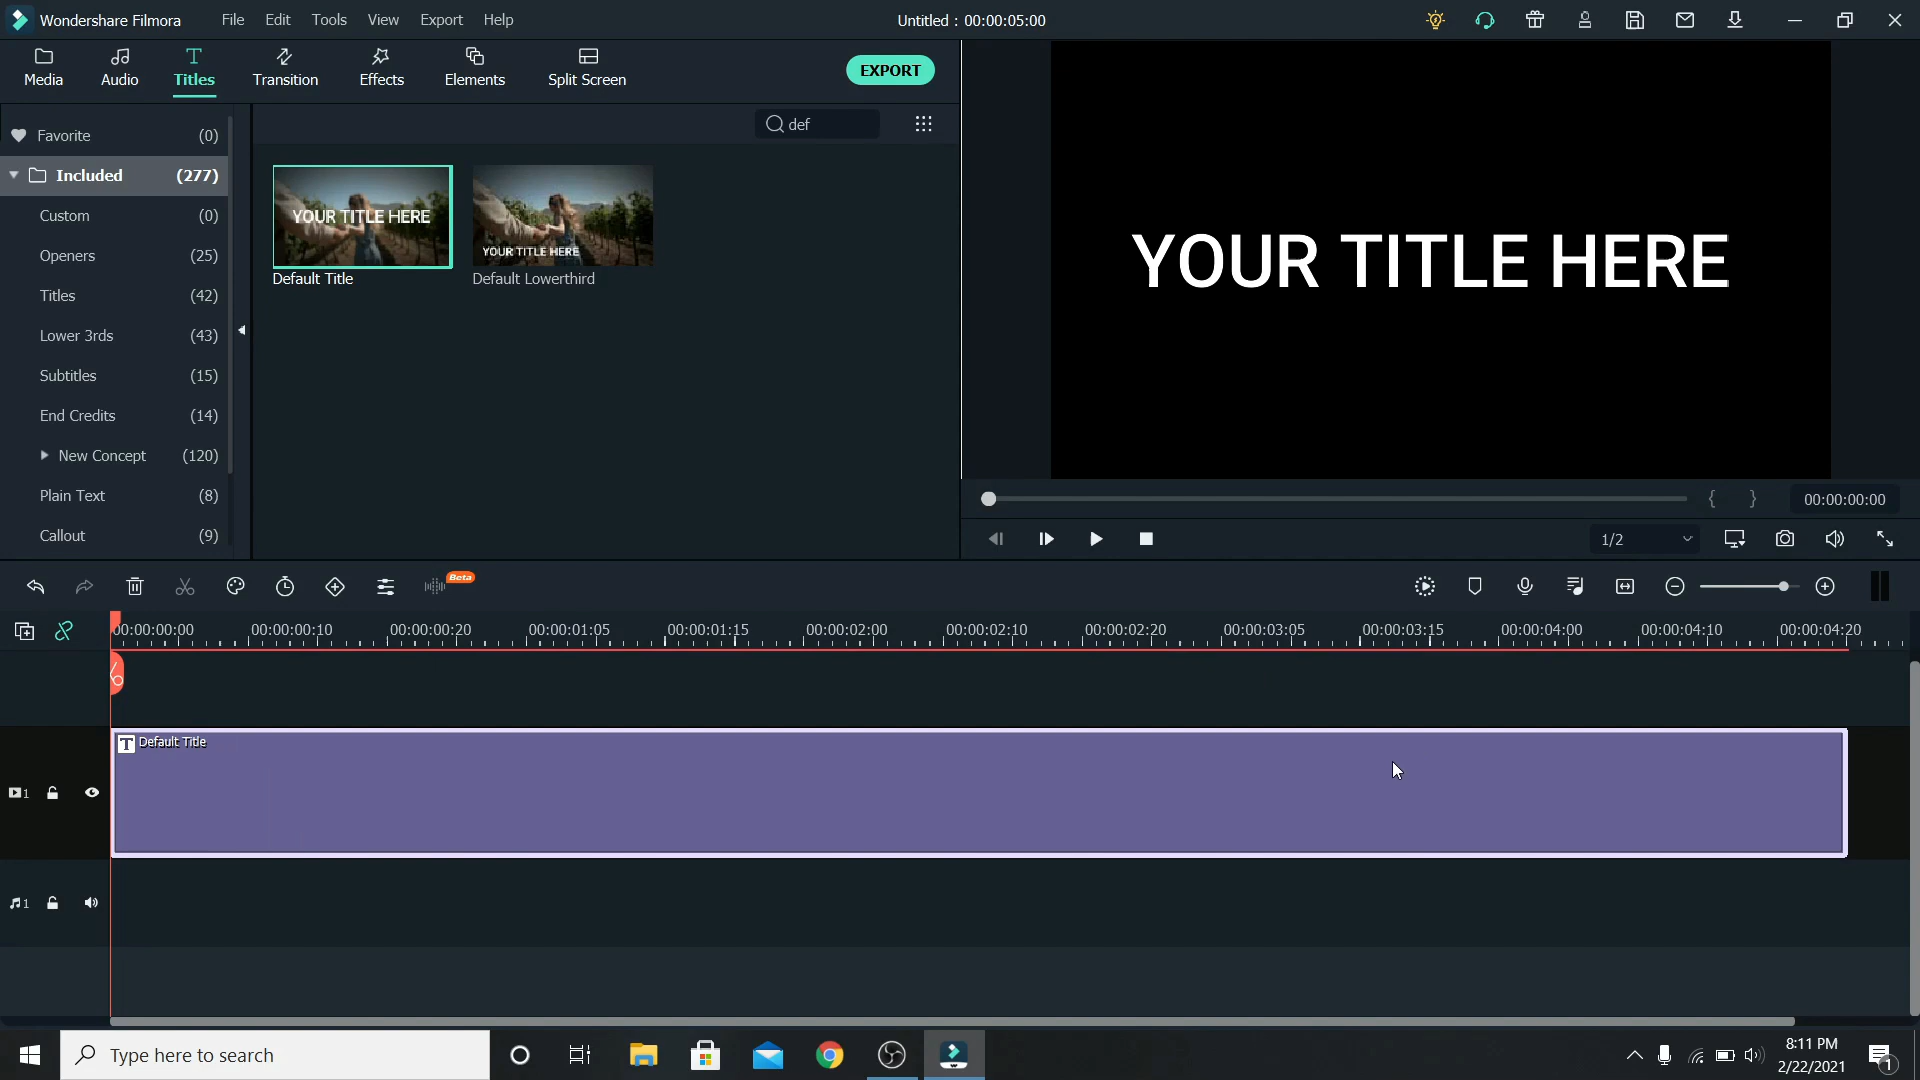 Wondershare Filmora File Edit Tools View Export Help Untitled : 00:00:05:00
Media Audio Titles Transition Effects Elements Split Screen EXPORT
Favorite (0)
def
Included (277)
Custom (0)
Openers (25)
Titles (42)
Lower 3rds (43)
Subtitles (15)
End Credits (14)
New Concept (120)
Plain Text (8)
Callout (9)
YOUR TITLE HERE
Default Title
YOUR TITLE HERE
Default Lowerthird
YOUR TITLE HERE
{ } 00:00:00:00
1/2
Beta
00:00:00:00 00:00:00:10 00:00:00:20 00:00:01:05 00:00:01:15 00:00:02:00 00:00:02:10 00:00:02:20 00:00:03:05 00:00:03:15 00:00:04:00 00:00:04:10 00:00:04:20
T Default Title
1
1
Type here to search
8:11 PM
2/22/2021
1